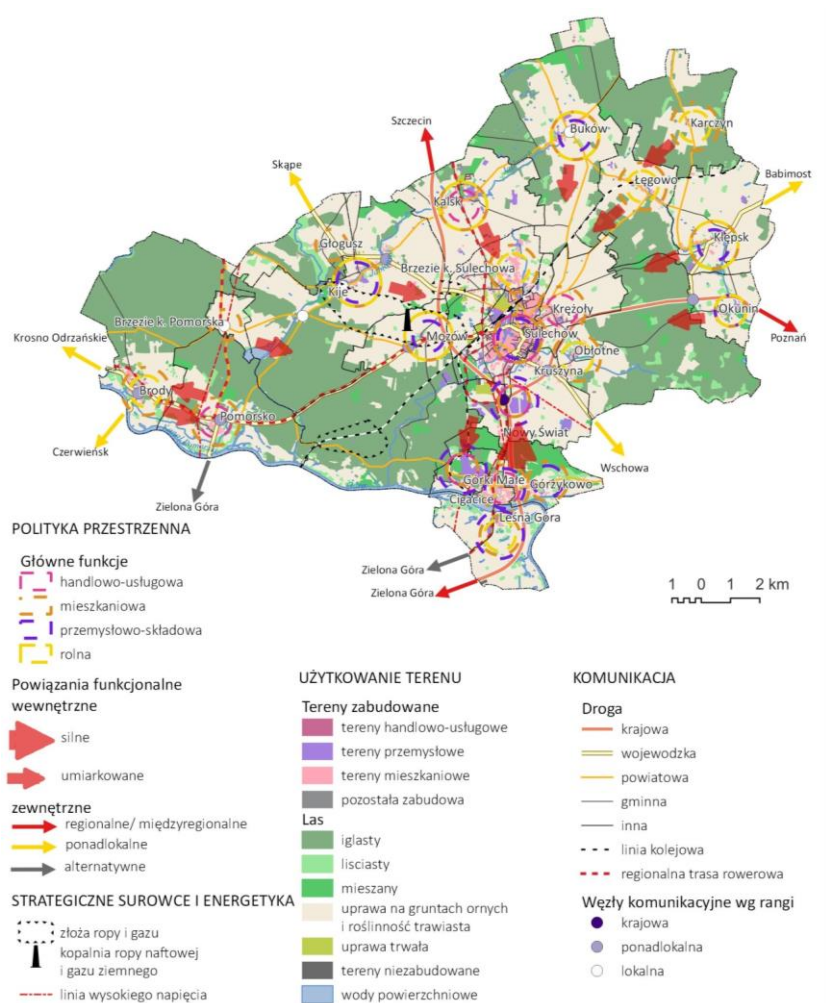 Szczecin
Buków
Karczyn
Skąpe
Łęgowo
Babimost
Kalsk
Głogusz
Klępsk
Brzezie k. Sulechowa
Kije
Krężoły
Okunin
Brzezie k. Pomorska
Mozów
Sulechów
Poznań
Krosno Odrzańskie
Obłotne
Kruszyna
Brody
Pomorsko
Nowy Świat
Czerwieńsk
Wschowa
Górki Małe
Górzykowo
Zielona Góra
Cigacice
Leśna Góra
Zielona Góra
Zielona Góra
1 0 1 2 km
POLITYKA PRZESTRZENNA
Główne funkcje
handlowo-usługowa
mieszkaniowa
przemysłowo-składowa
rolna
Powiązania funkcjonalne
wewnętrzne
silne
umiarkowane
zewnętrzne
regionalne/ międzyregionalne
ponadlokalne
alternatywne
STRATEGICZNE SUROWCE I ENERGETYKA
złoża ropy i gazu
kopalnia ropy naftowej
i gazu ziemnego
linia wysokiego napięcia
UŻYTKOWANIE TERENU
Tereny zabudowane
tereny handlowo-usługowe
tereny przemysłowe
tereny mieszkaniowe
pozostała zabudowa
Las
iglasty
lisciasty
mieszany
uprawa na gruntach ornych
i roślinność trawiasta
uprawa trwała
tereny niezabudowane
wody powierzchniowe
KOMUNIKACJA
Droga
krajowa
wojewodzka
powiatowa
gminna
inna
linia kolejowa
regionalna trasa rowerowa
Węzły komunikacyjne wg rangi
krajowa
ponadlokalna
lokalna